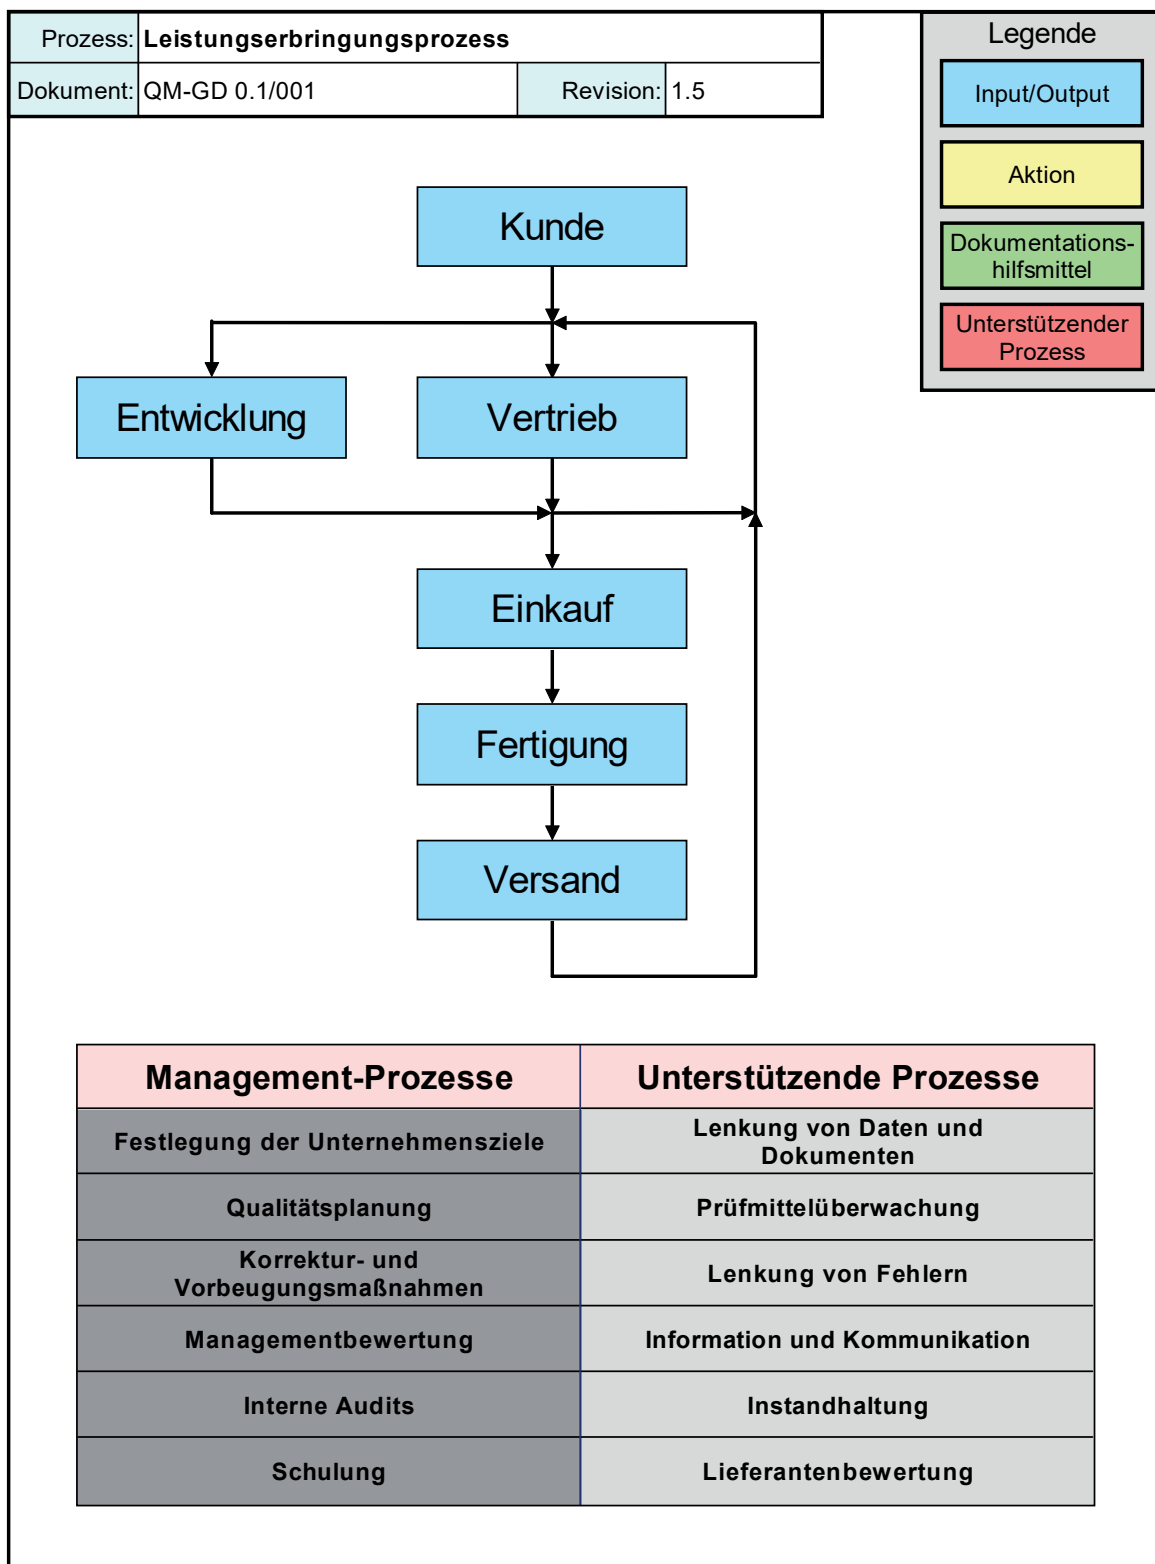 Prozess: Leistungserbringungsprozess
Dokument: QM-GD 0.1/001 Revision: 1.5
Legende
Input/Output
Aktion
Dokumentations-
hilfsmittel
Unterstützender
Prozess
Kunde
Entwicklung
Vertrieb
Einkauf
Fertigung
Versand
Management-Prozesse
Unterstützende Prozesse
Festlegung der Unternehmensziele
Lenkung von Daten und
Dokumenten
Qualitätsplanung
Prüfmittelüberwachung
Korrektur- und
Vorbeugungsmaßnahmen
Lenkung von Fehlern
Managementbewertung
Information und Kommunikation
Interne Audits
Instandhaltung
Schulung
Lieferantenbewertung